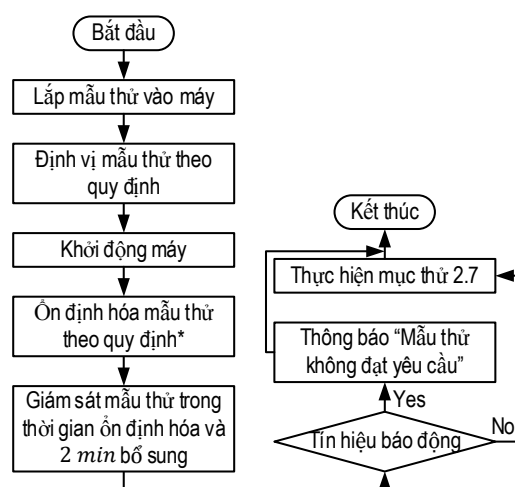 Bắt đầu
Lắp mẫu thử vào máy
Định vị mẫu thử theo
quy định
Khởi động máy
Ổn định hóa mẫu thử
theo quy định*
Giám sát mẫu thử trong
thời gian ổn định hóa và
2 min bổ sung
Kết thúc
Thực hiện mục thử 2.7
Thông báo “Mẫu thử
không đạt yêu cầu”
Yes
Tín hiệu báo động
No